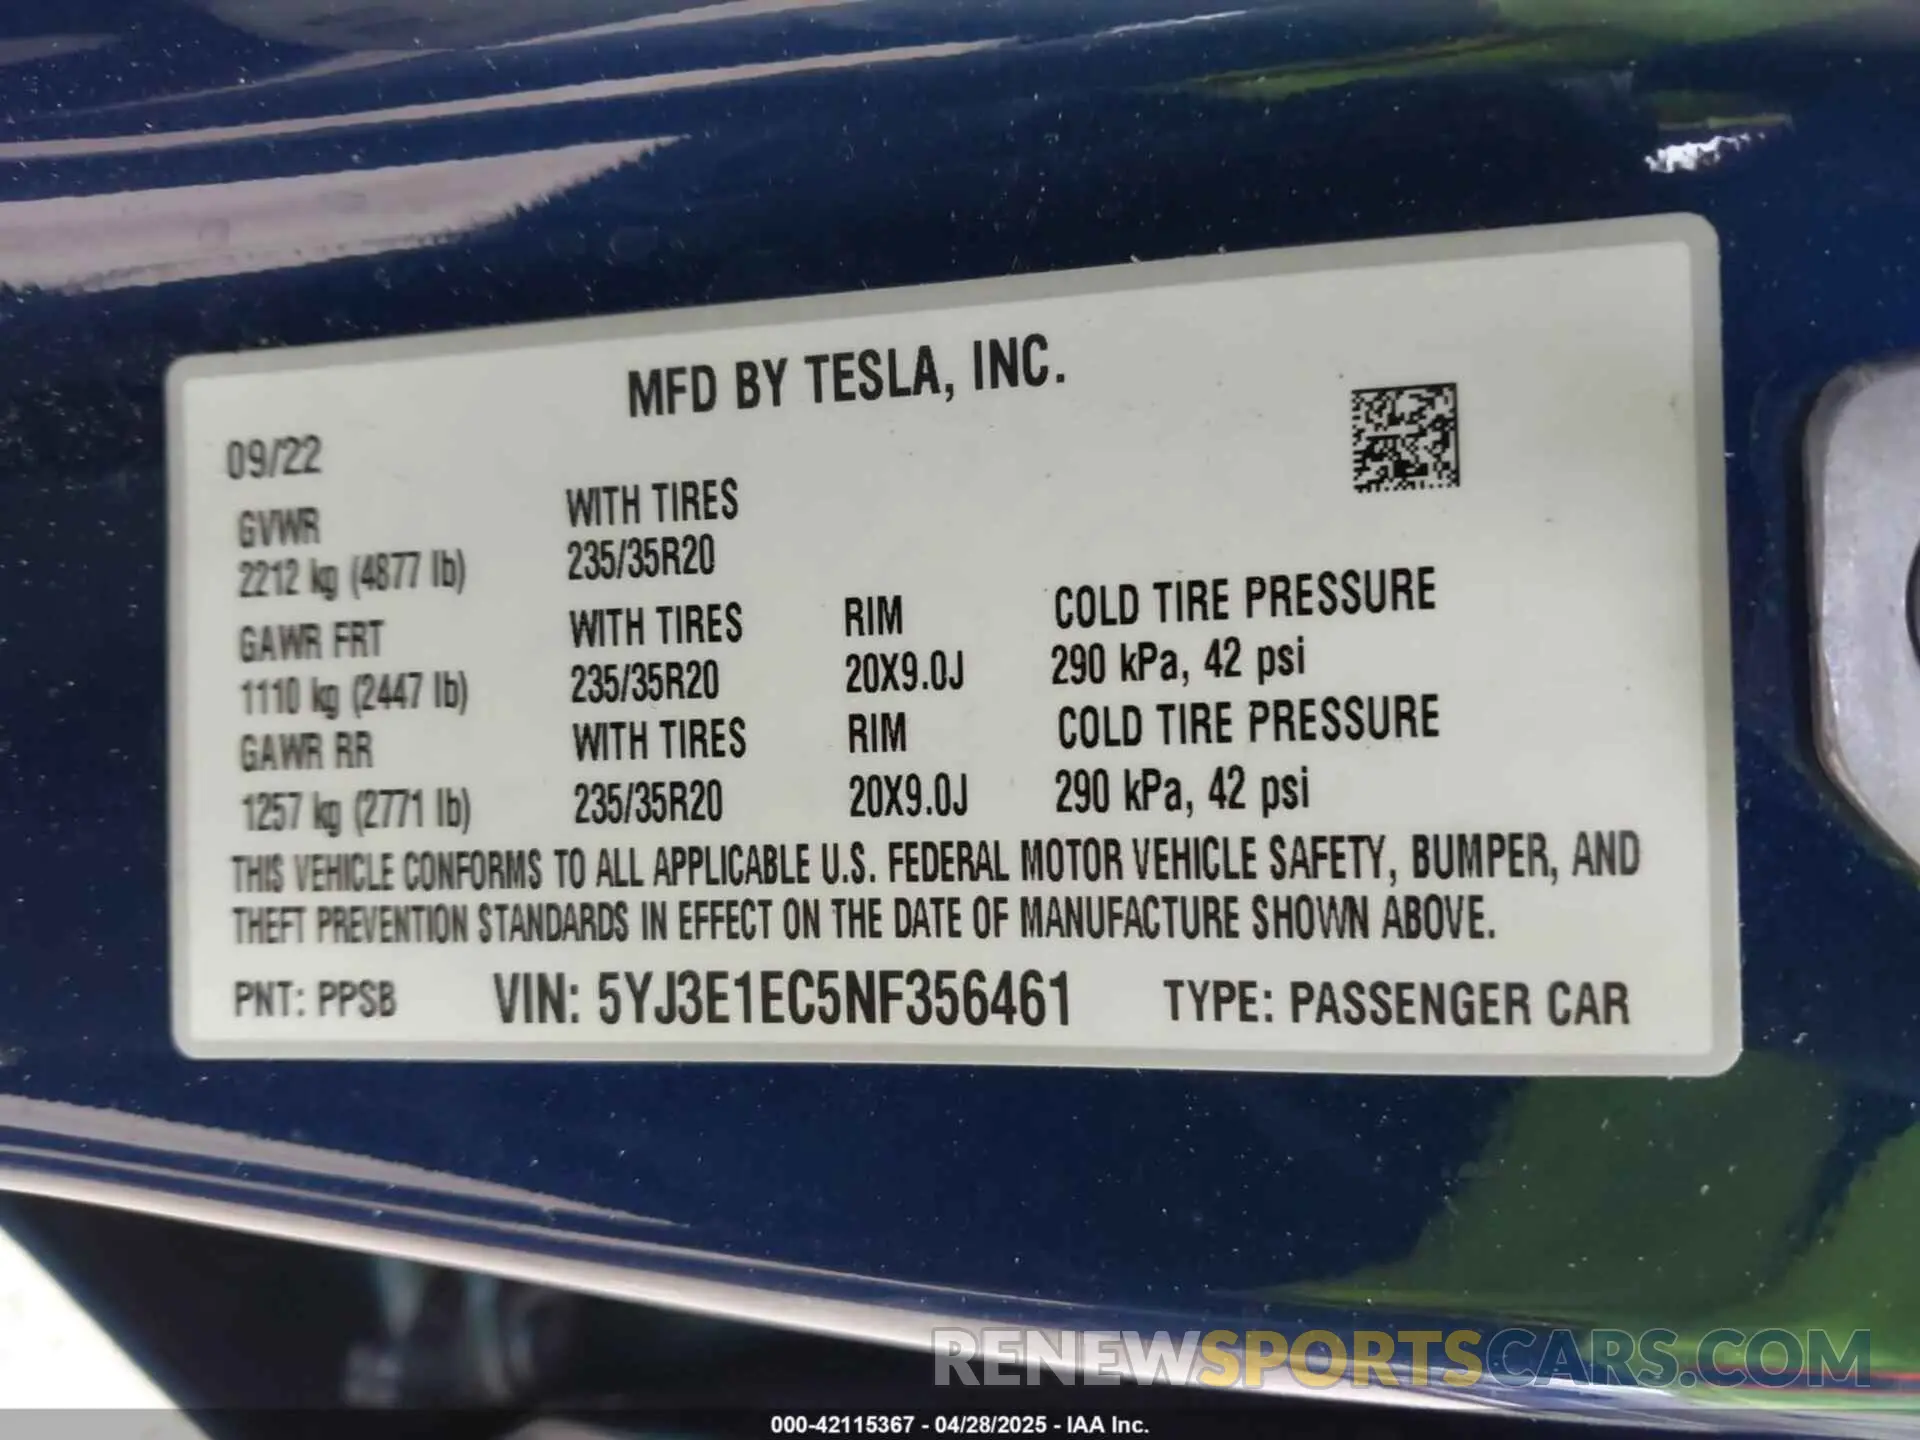 MFD BY TESLA, INC.
09/22
GVWR WITH TIRES
2212 kg (4877 lb) 235/35R20
GAWR FRT WITH TIRES RIM COLD TIRE PRESSURE
1110 kg (2447 lb) 235/35R20 20X9.0J 290 kPa, 42 psi
GAWR RR WITH TIRES RIM COLD TIRE PRESSURE
1257 kg (2771 lb) 235/35R20 20X9.0J 290 kPa, 42 psi
THIS VEHICLE CONFORMS TO ALL APPLICABLE U.S. FEDERAL MOTOR VEHICLE SAFETY, BUMPER, AND
THEFT PREVENTION STANDARDS IN EFFECT ON THE DATE OF MANUFACTURE SHOWN ABOVE.
PNT: PPSB VIN: 5YJ3E1EC5NF356461 TYPE: PASSENGER CAR
RENEWSPORTSCARS.COM
000-42115367 - 04/28/2025 - IAA Inc.